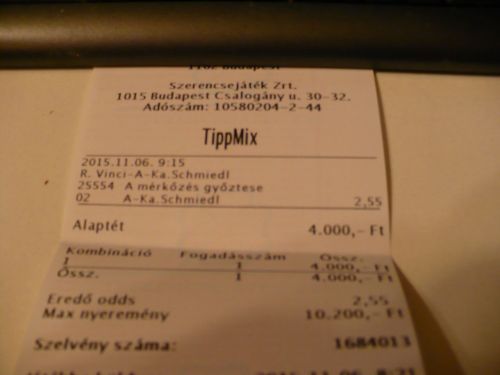 1102 Budapest
Szerencsejáték Zrt.
1015 Budapest Csalogány u. 30-32.
Adószám: 10580204-2-44
TippMix
2015.11.06. 9:15
R. Vinci-A-Ka.Schmiedl
25554 A mérkőzés győztese
02 A-Ka.Schmiedl 2,55
Alaptét 4.000,- Ft
Kombináció Fogadásszám Össz.
1 1 4.000,- Ft
Össz. 1 4.000,- Ft
Eredő odds 2,55
Max nyeremény 10.200,- Ft
Szelvény száma: 1684013